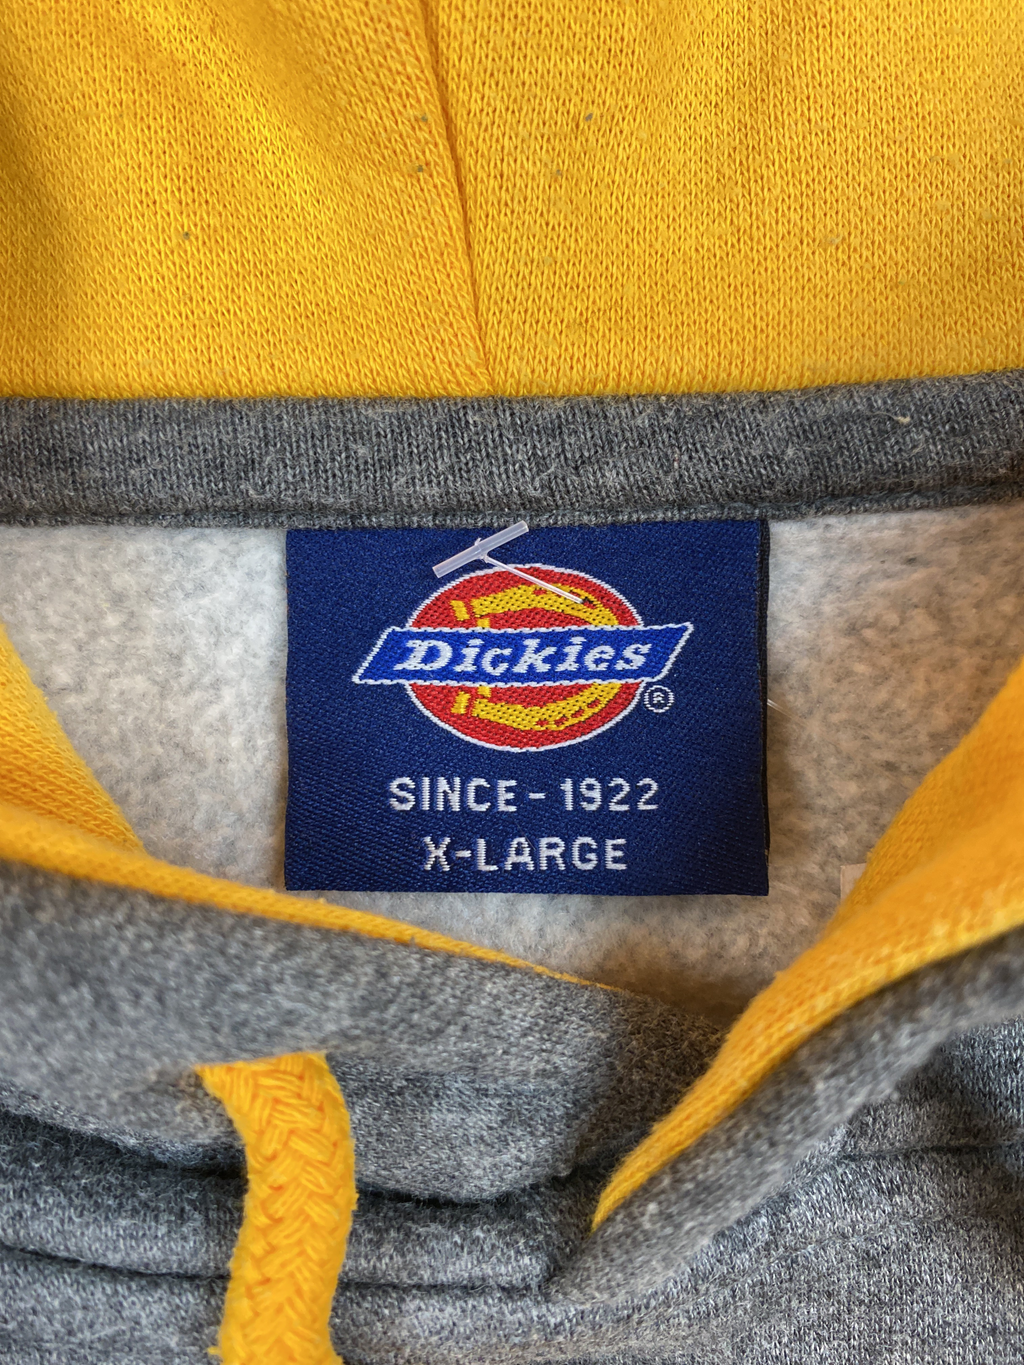 Dickies®
SINCE - 1922
X-LARGE